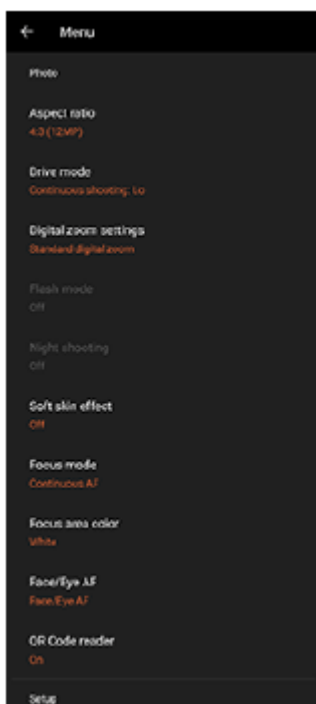 Menu
Photo
Aspect ratio
4:3 (12MP)
Drive mode
Continuous shooting: Lo
Digital zoom settings
Standard digital zoom
Flash mode
Off
Night shooting
Off
Soft skin effect
Off
Focus mode
Continuous AF
Focus area color
White
Face/Eye AF
Face/Eye AF
QR Code reader
On
Setup